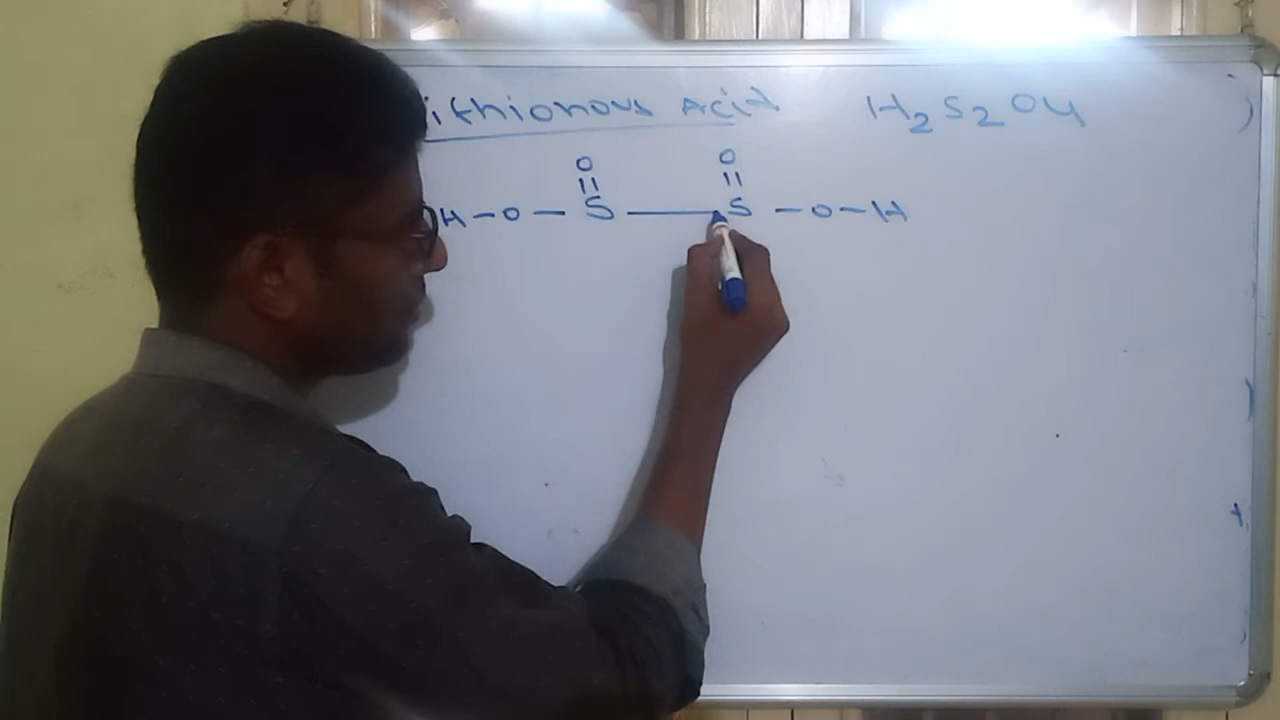 ithionous Acid H2S2O4
O O
|| ||
H-O-S-S-O-H